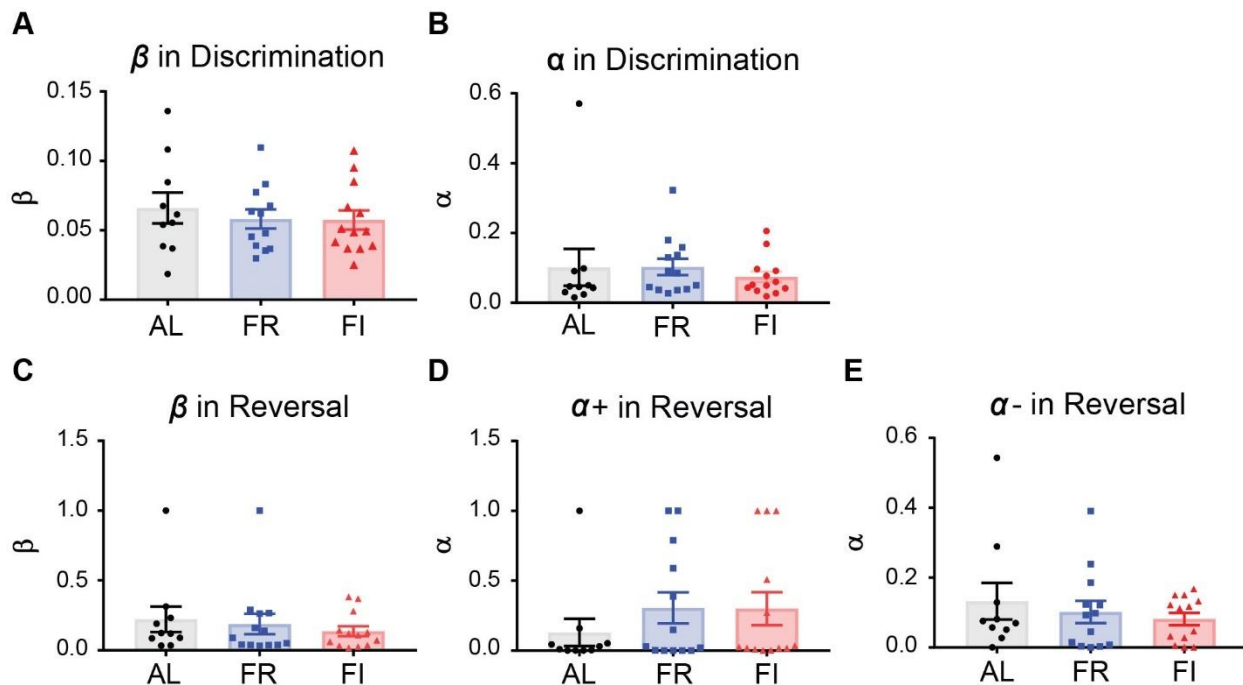 A
β in Discrimination
0.15
0.10
0.05
0.00
β
AL FR FI
B
α in Discrimination
0.6
0.4
0.2
0.0
α
AL FR FI
C
β in Reversal
1.5
1.0
0.5
0.0
β
AL FR FI
D
α+ in Reversal
1.5
1.0
0.5
0.0
α
AL FR FI
E
α- in Reversal
0.6
0.4
0.2
0.0
α
AL FR FI